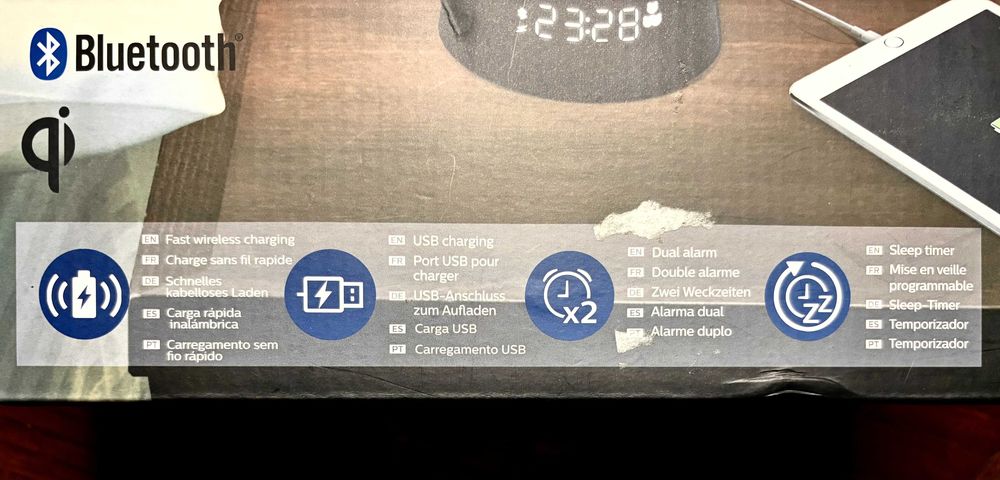 Bluetooth®
23:28
qi
EN Fast wireless charging
FR Charge sans fil rapide
DE Schnelles
kabelloses Laden
ES Carga rápida
inalámbrica
PT Carregamento sem
fio rápido
EN USB charging
FR Port USB pour
charger
DE USB-Anschluss
zum Aufladen
ES Carga USB
PT Carregamento USB
x2
EN Dual alarm
FR Double alarme
DE Zwei Weckzeiten
ES Alarma dual
Alarme duplo
zzz
EN Sleep timer
FR Mise en veille
programmable
DE Sleep-Timer
ES Temporizador
PT Temporizador